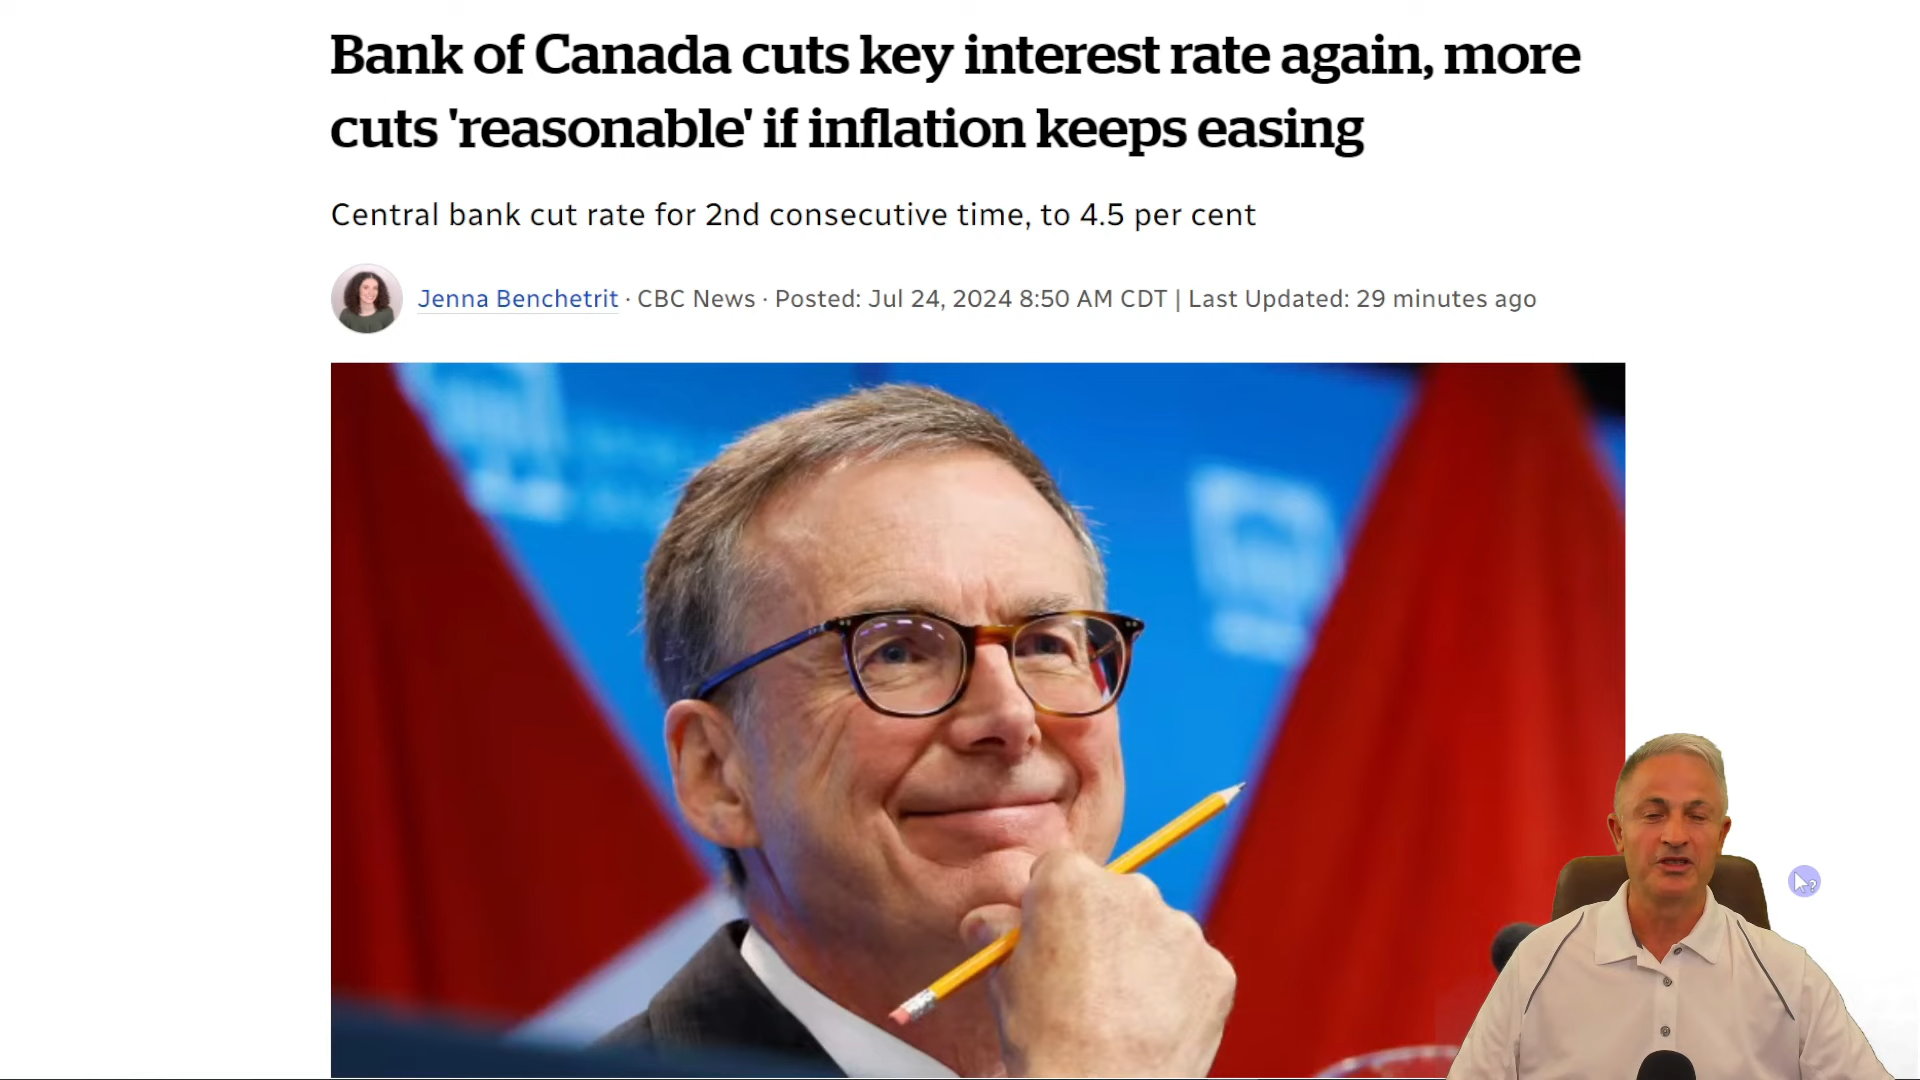 Bank of Canada cuts key interest rate again, more
cuts 'reasonable' if inflation keeps easing
Central bank cut rate for 2nd consecutive time, to 4.5 per cent
Jenna Benchetrit · CBC News · Posted: Jul 24, 2024 8:50 AM CDT | Last Updated: 29 minutes ago